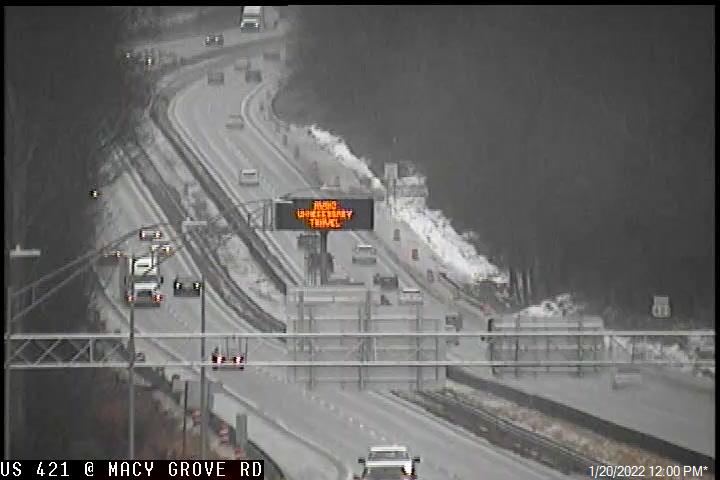 AVOID
UNNECESSARY
TRAVEL
US 421 @ MACY GROVE RD
1/20/2022 12:00 PM*